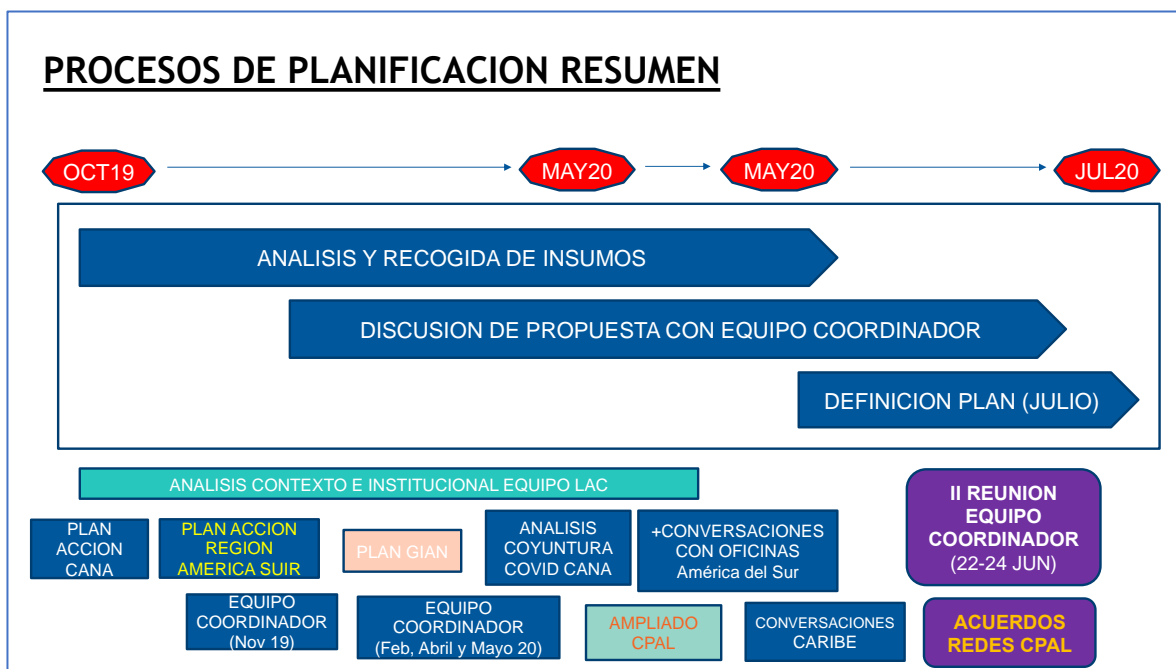 PROCESOS DE PLANIFICACION RESUMEN
OCT19
MAY20
MAY20
JUL20
ANALISIS Y RECOGIDA DE INSUMOS
DISCUSION DE PROPUESTA CON EQUIPO COORDINADOR
DEFINICION PLAN (JULIO)
ANALISIS CONTEXTO E INSTITUCIONAL EQUIPO LAC
PLAN
ACCION
CANA
PLAN ACCION
REGION
AMERICA SUIR
PLAN GIAN
ANALISIS
COYUNTURA
COVID CANA
+CONVERSACIONES
CON OFICINAS
América del Sur
II REUNION
EQUIPO
COORDINADOR
(22-24 JUN)
EQUIPO
COORDINADOR
(Nov 19)
EQUIPO
COORDINADOR
(Feb, Abril y Mayo 20)
AMPLIADO
CPAL
CONVERSACIONES
CARIBE
ACUERDOS
REDES CPAL